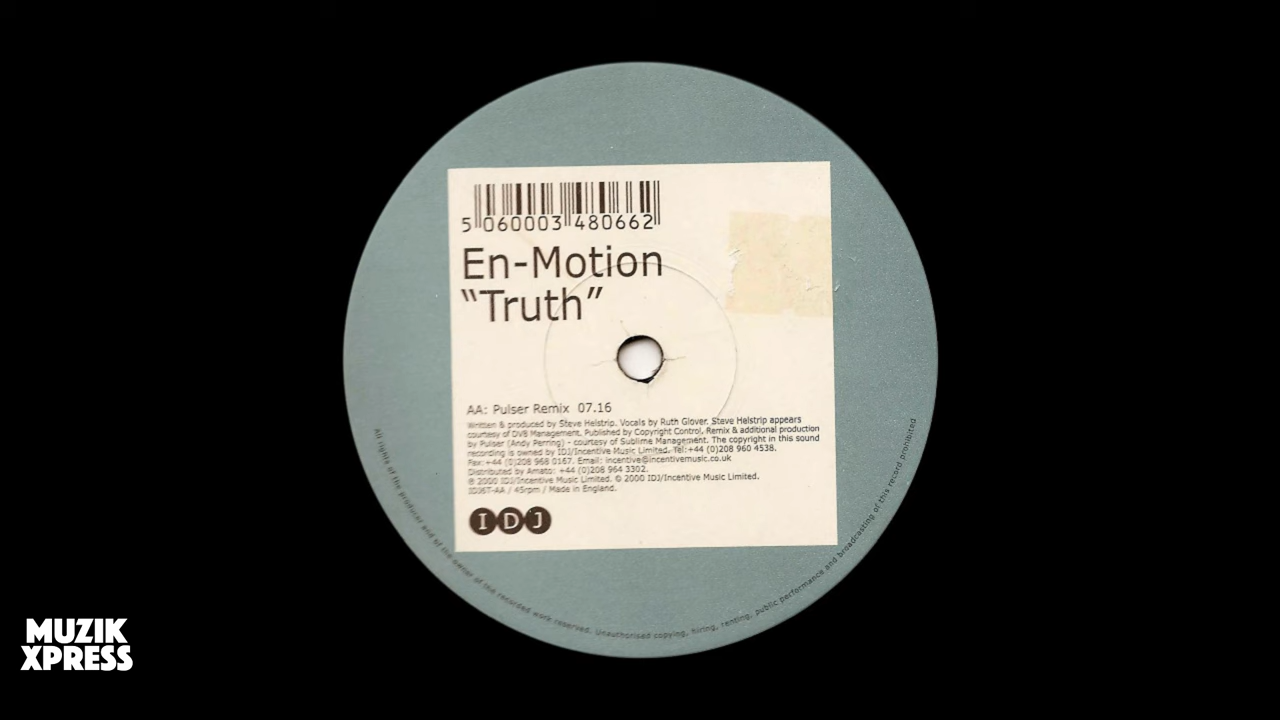 5 060003 480662
En-Motion
"Truth"
AA: Pulser Remix 07.16
Written & produced by Steve Helstrip. Vocals by Ruth Glover. Steve Helstrip appears
courtesy of DVB Management. Published by Copyright Control. Remix & additional production
by Pulser (Andy Perring) - courtesy of Sublime Management. The copyright in this sound
recording is owned by IDJ/Incentive Music Limited. Tel:+44 (0)208 960 4538.
Fax:+44 (0)208 968 0167. Email: incentive@incentivemusic.co.uk
Distributed by Amato: +44 (0)208 964 3302.
℗ 2000 IDJ/Incentive Music Limited. © 2000 IDJ/Incentive Music Limited.
IDJ6T-AA / 45rpm / Made in England.
IDJ
All rights of the producer and of the owner of the recorded work reserved. Unauthorised copying, hiring, renting, public performance and broadcasting of this record prohibited
MUZIK
XPRESS